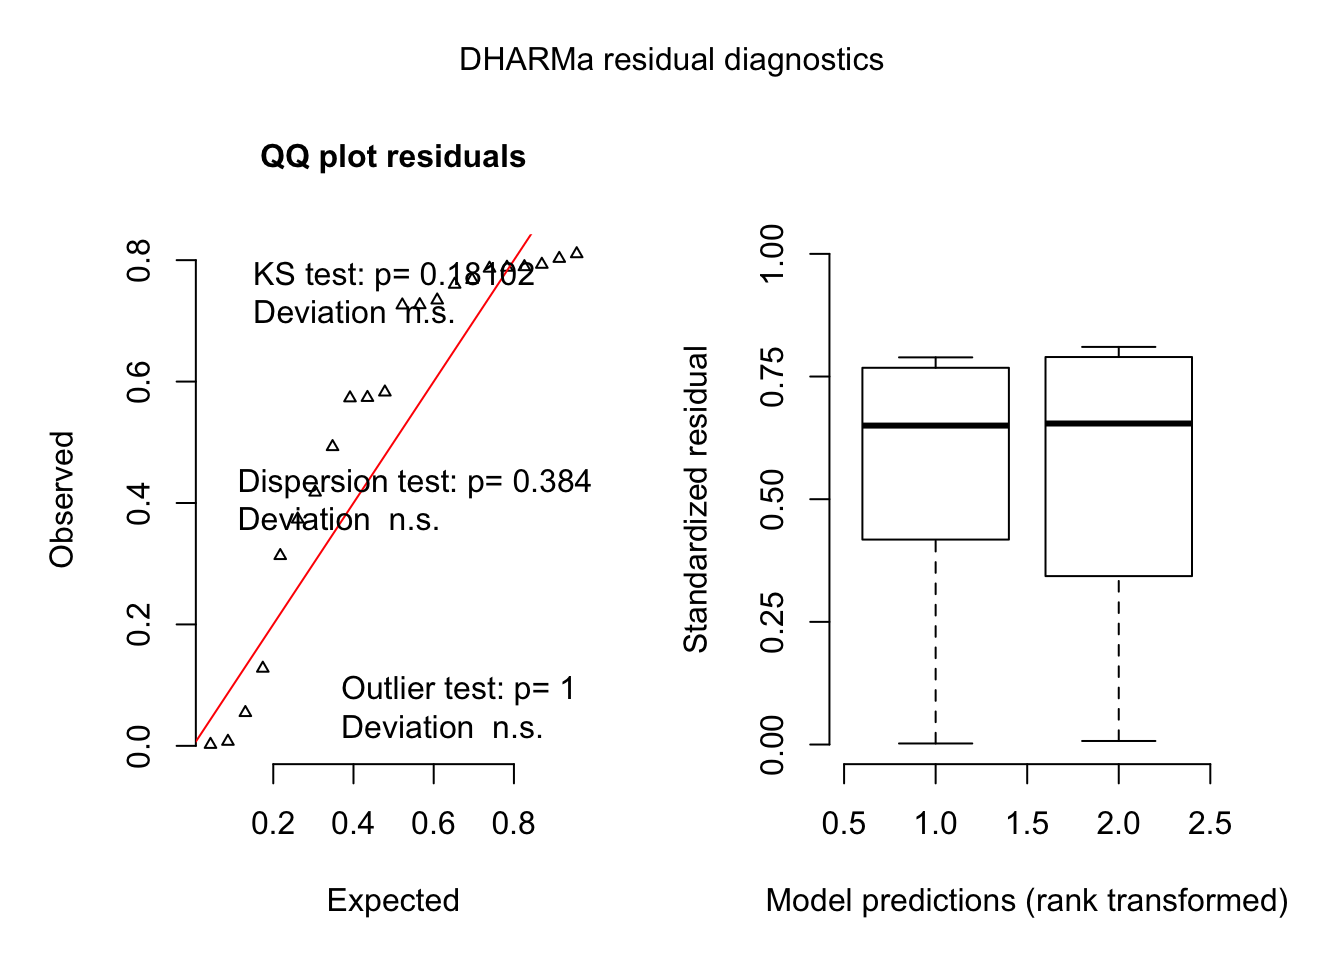 DHARMa residual diagnostics
QQ plot residuals
KS test: p= 0.18102
Deviation  n.s.
Dispersion test: p= 0.384
Deviation  n.s.
Outlier test: p= 1
Deviation  n.s.
Observed
0.0 0.2 0.4 0.6 0.8
0.2 0.4 0.6 0.8
Expected
Standardized residual
0.00 0.25 0.50 0.75 1.00
0.5 1.0 1.5 2.0 2.5
Model predictions (rank transformed)